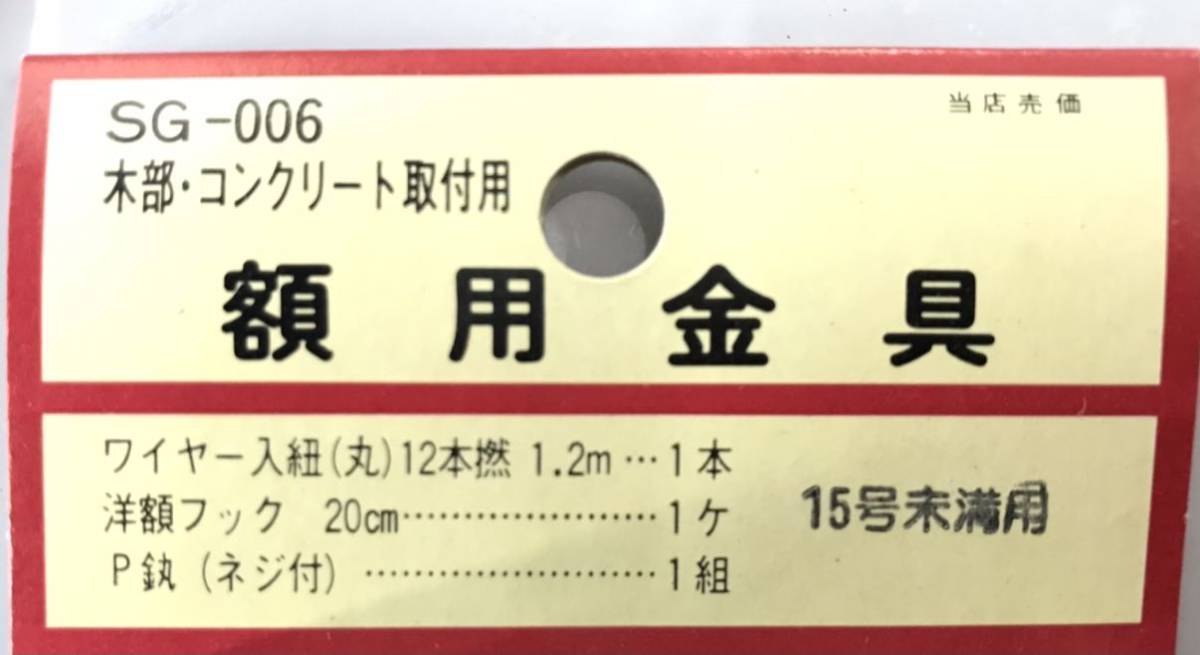 SG-006
当店売価
木部・コンクリート取付用
額用金具
ワイヤー入紐(丸)12本撚 1.2m…1本
洋額フック 20cm…………………1ケ
15号未満用
P釻(ネジ付)………………………1組